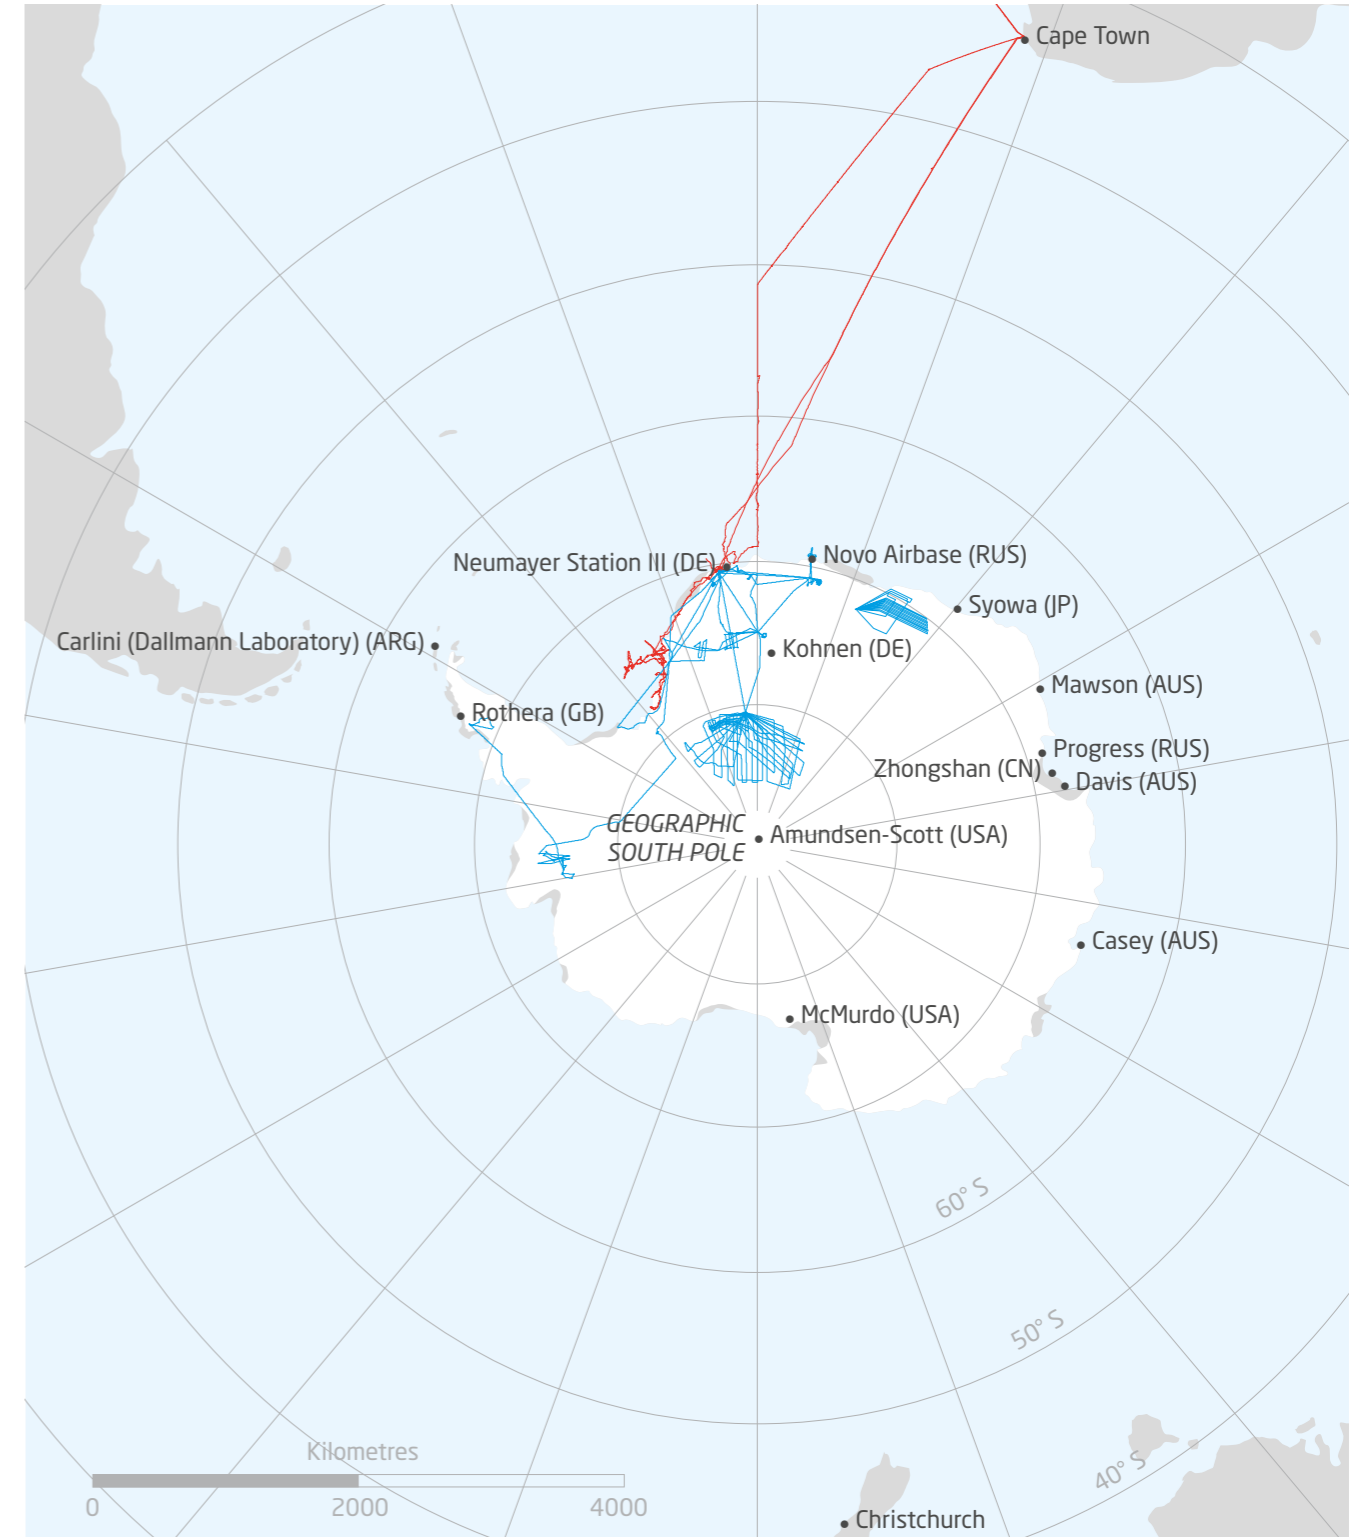 Cape Town
Neumayer Station III (DE)
Novo Airbase (RUS)
Syowa (JP)
Carlini (Dallmann Laboratory) (ARG)
Kohnen (DE)
Mawson (AUS)
Rothera (GB)
Progress (RUS)
Zhongshan (CN)
Davis (AUS)
GEOGRAPHIC
SOUTH POLE
Amundsen-Scott (USA)
Casey (AUS)
McMurdo (USA)
60° S
50° S
40° S
Kilometres
0 2000 4000
Christchurch